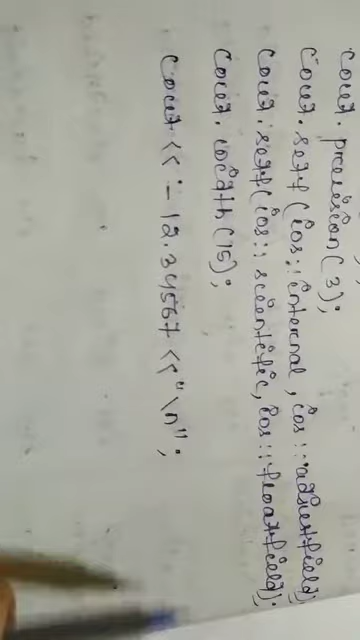 cout.precision(3);
cout.setf(ios::internal, ios::adjustfield)
cout.setf(ios::scientific, ios::floatfield);
cout.width(15);
cout << -12.34567 << "\n";